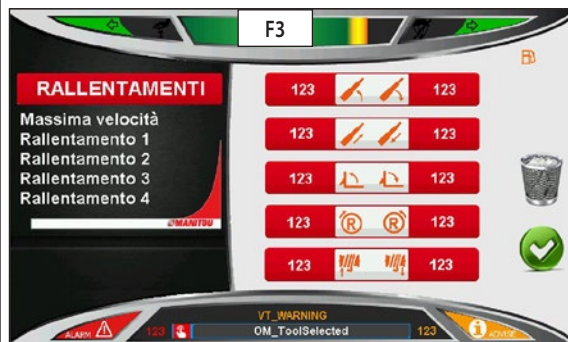 F3
RALLENTAMENTI
Massima velocità
Rallentamento 1
Rallentamento 2
Rallentamento 3
Rallentamento 4
MANITOU
123 123
123 123
123 123
123 R R 123
123 123
VT_WARNING
ALARM 123 OM_ToolSelected 123 i ADVISE